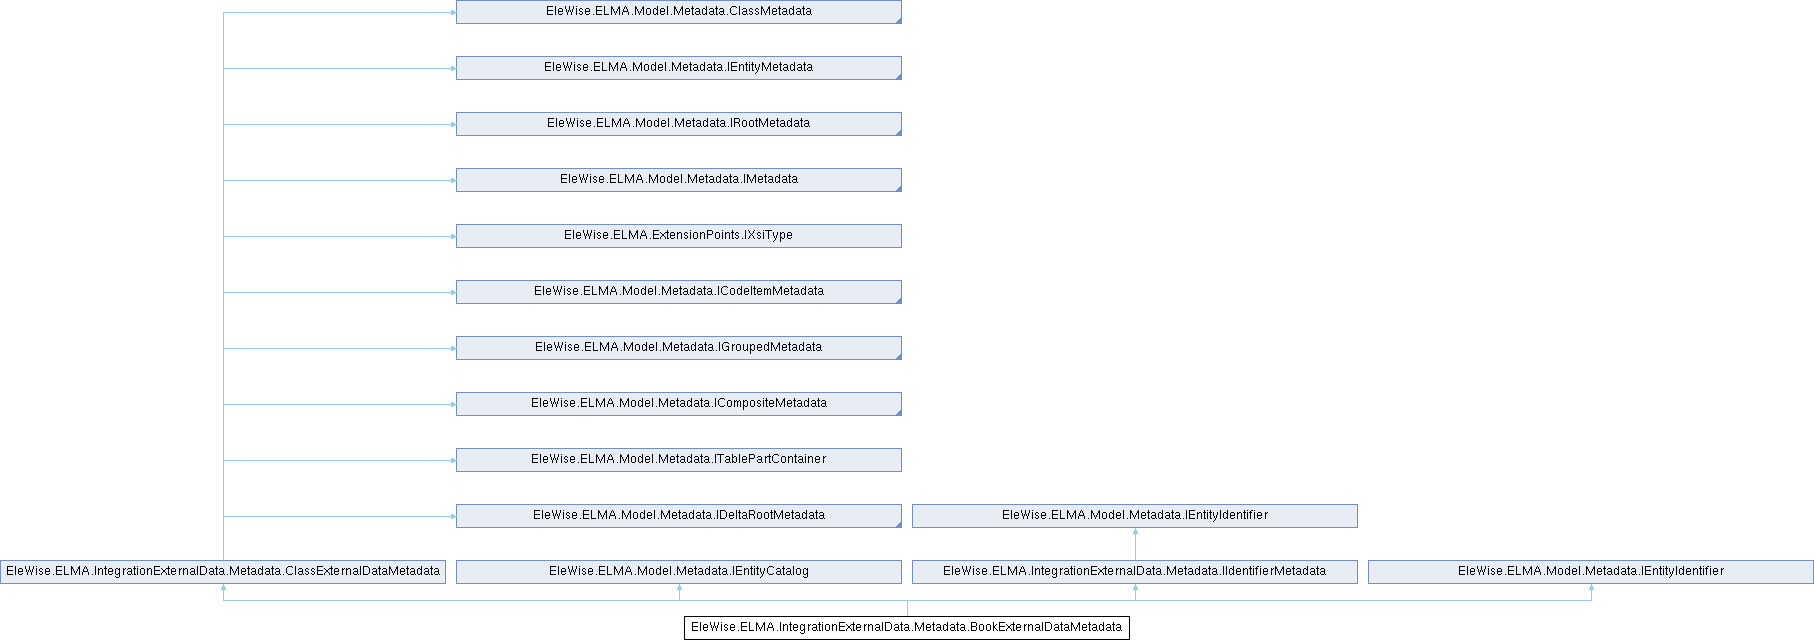 EleWise.ELMA.Model.Metadata.ClassMetadata
EleWise.ELMA.Model.Metadata.IEntityMetadata
EleWise.ELMA.Model.Metadata.IRootMetadata
EleWise.ELMA.Model.Metadata.IMetadata
EleWise.ELMA.ExtensionPoints.IXsiType
EleWise.ELMA.Model.Metadata.ICodeItemMetadata
EleWise.ELMA.Model.Metadata.IGroupedMetadata
EleWise.ELMA.Model.Metadata.ICompositeMetadata
EleWise.ELMA.Model.Metadata.ITablePartContainer
EleWise.ELMA.Model.Metadata.IDeltaRootMetadata
EleWise.ELMA.Model.Metadata.IEntityIdentifier
EleWise.ELMA.IntegrationExternalData.Metadata.ClassExternalDataMetadata
EleWise.ELMA.Model.Metadata.IEntityCatalog
EleWise.ELMA.IntegrationExternalData.Metadata.IIdentifierMetadata
EleWise.ELMA.Model.Metadata.IEntityIdentifier
EleWise.ELMA.IntegrationExternalData.Metadata.BookExternalDataMetadata